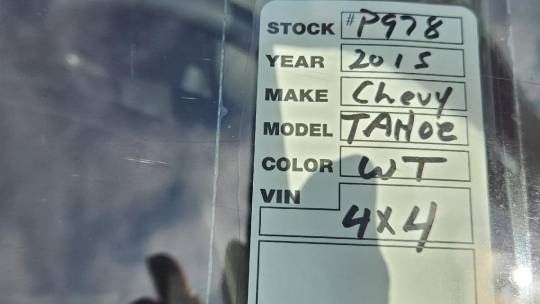 STOCK #P978
YEAR 2015
MAKE Chevy
MODEL TAHOE
COLOR WT
VIN
4x4